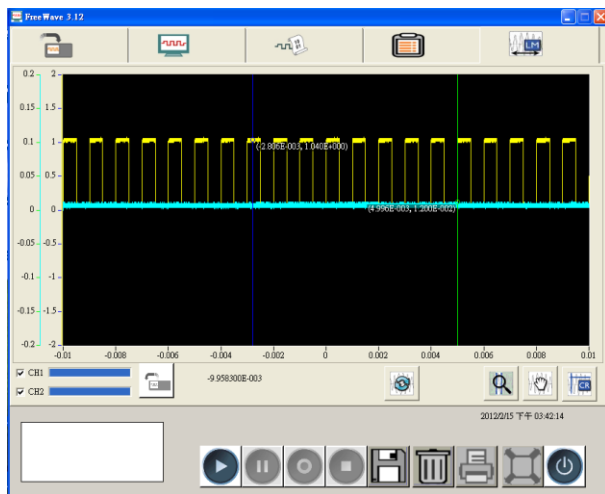 FreeWave 3.12
LM
0.2 2
0.15 1.5
(-2.806E-003, 1.040E+000)
0.1 1
0.05 0.5
(4.996E-003, 1.200E-002)
0 0
-0.05 -0.5
-0.1 -1
-0.15 -1.5
-0.2 -2
-0.01 -0.008 -0.006 -0.004 -0.002 0 0.002 0.004 0.006 0.008 0.01
CH1
-9.958300E-003
CH2
CR
2012/2/15 下午 03:42:14